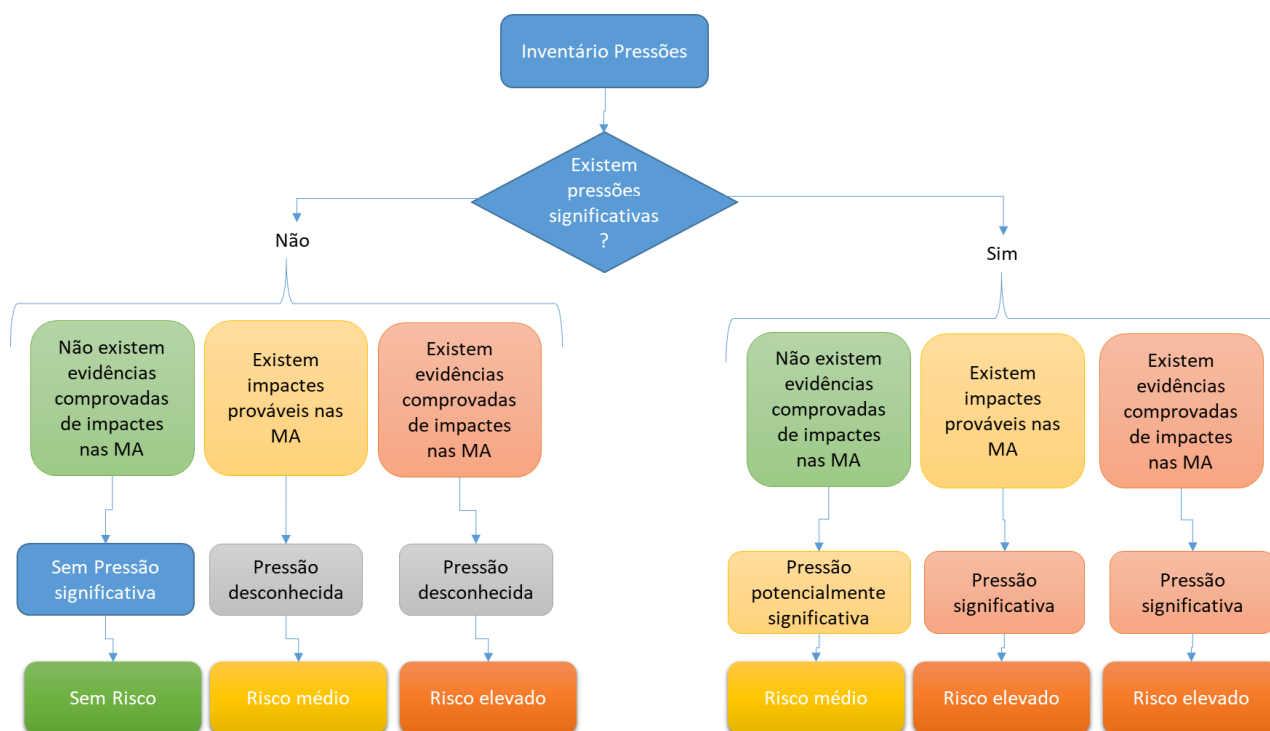 Inventário Pressões
Existem
pressões
significativas
?
Não
Sim
Não existem
evidências
comprovadas
de impactes
nas MA
Existem
impactes
prováveis nas
MA
Existem
evidências
comprovadas
de impactes
nas MA
Não existem
evidências
comprovadas
de impactes
nas MA
Existem
impactes
prováveis nas
MA
Existem
evidências
comprovadas
de impactes
nas MA
Sem Pressão
significativa
Pressão
desconhecida
Pressão
desconhecida
Pressão
potencialmente
significativa
Pressão
significativa
Pressão
significativa
Sem Risco
Risco médio
Risco elevado
Risco médio
Risco elevado
Risco elevado